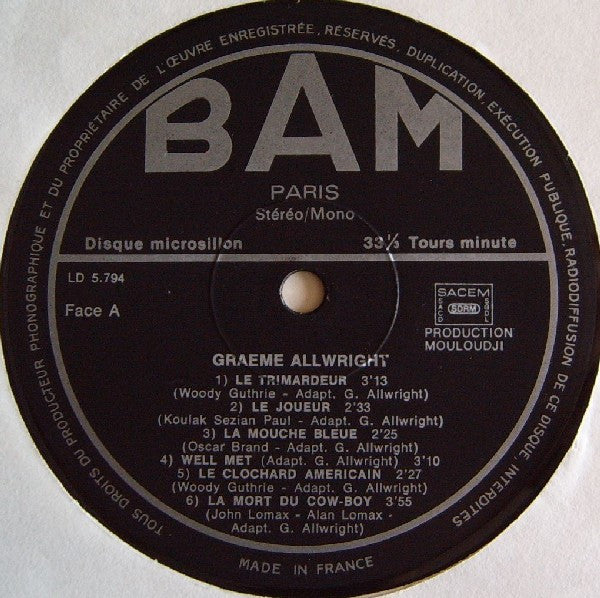 TOUS DROITS DU PRODUCTEUR PHONOGRAPHIQUE ET DU PROPRIÉTAIRE DE L'ŒUVRE ENREGISTRÉE, RÉSERVÉS, DUPLICATION, EXÉCUTION PUBLIQUE, RADIODIFFUSION DE CE DISQUE, INTERDITES
BAM
PARIS
Stéréo/Mono
Disque microsillon 33⅓ Tours minute
LD 5.794
Face A
SACEM
SACD SDRM SGDL
PRODUCTION
MOULOUDJI
GRAEME ALLWRIGHT
1) LE TRIMARDEUR 3'13
(Woody Guthrie - Adapt. G. Allwright)
2) LE JOUEUR 2'33
(Koulak Sezian Paul - Adapt. G. Allwright)
3) LA MOUCHE BLEUE 2'25
(Oscar Brand - Adapt. G. Allwright)
4) WELL MET (Adapt. G. Allwright) 3'10
5) LE CLOCHARD AMERICAIN 2'27
(Woody Guthrie - Adapt. G. Allwright)
6) LA MORT DU COW-BOY 3'55
(John Lomax - Alan Lomax -
Adapt. G. Allwright)
MADE IN FRANCE